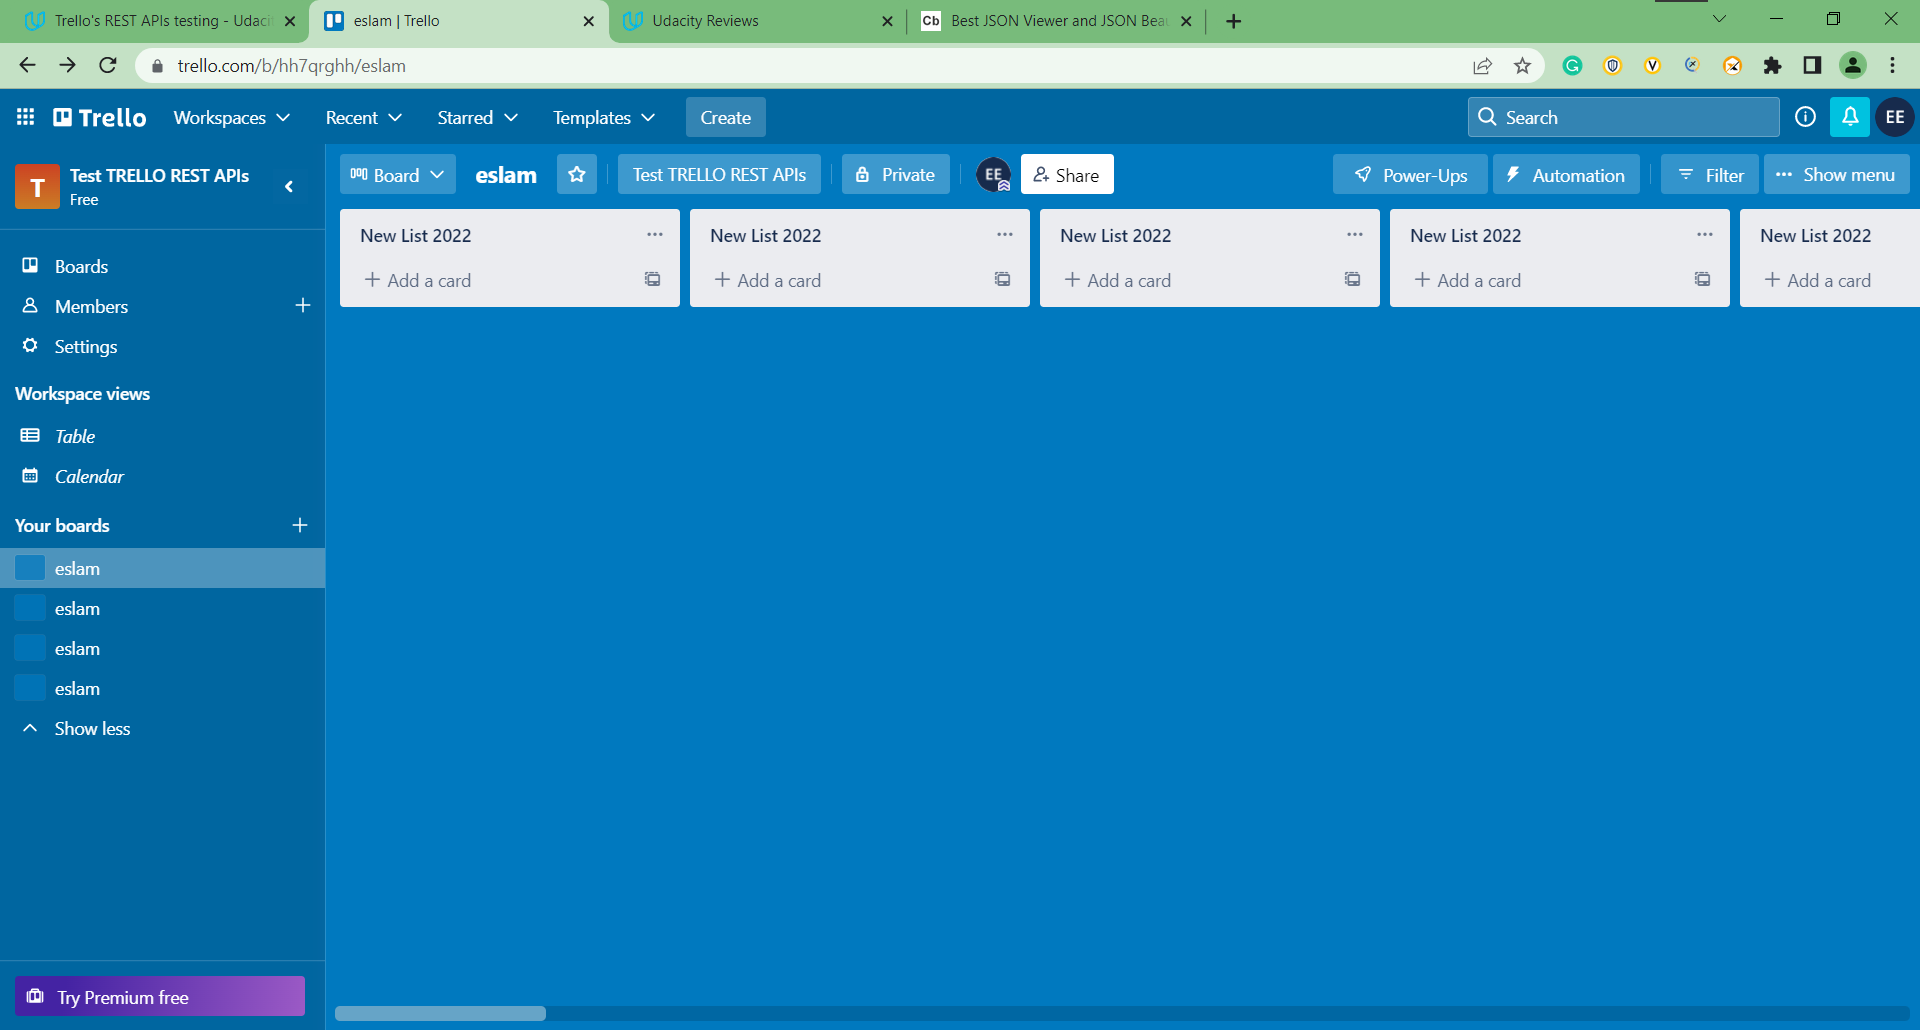 Trello's REST APIs testing - Udaci
eslam | Trello
Udacity Reviews
Cb Best JSON Viewer and JSON Beau
trello.com/b/hh7qrghh/eslam
Trello Workspaces Recent Starred Templates Create Search EE
T Test TRELLO REST APIs
Free
Board eslam Test TRELLO REST APIs Private EE Share Power-Ups Automation Filter Show menu
Boards
Members
Settings
Workspace views
Table
Calendar
Your boards
eslam
eslam
eslam
eslam
Show less
Try Premium free
New List 2022
Add a card
New List 2022
Add a card
New List 2022
Add a card
New List 2022
Add a card
New List 2022
Add a card